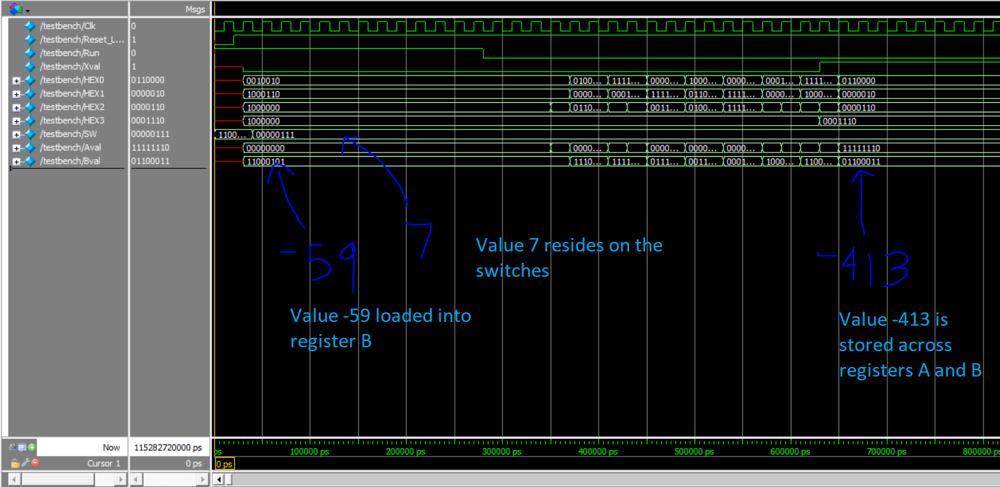 Msgs
/testbench/Clk 0
/testbench/Reset_L... 1
/testbench/Run 0
/testbench/Xval 1
/testbench/HEX0 0110000 0010010 0100... 1111... 0000... 1000... 0000... 0001... 1111... 0110000
/testbench/HEX1 0000010 1000110 0000... 0001... 1111... 0110... 1111... 0000... 1000... 0000010
/testbench/HEX2 0000110 1000000 0110... 0011... 0100... 1111... 0000110
/testbench/HEX3 0001110 1000000 0001110
/testbench/SW 00000111 1100... 00000111
/testbench/Aval 11111110 00000000 0000... 0000... 0000... 0000... 11111110
/testbench/Bval 01100011 11000101 1110... 1111... 0111... 0011... 0001... 1000... 1100... 01100011
7
-59
-413
Value 7 resides on the
switches
Value -59 loaded into
register B
Value -413 is
stored across
registers A and B
Now 115282720000 ps
ps 100000 ps 200000 ps 300000 ps 400000 ps 500000 ps 600000 ps 700000 ps 800000 p
Cursor 1 0 ps 0 ps